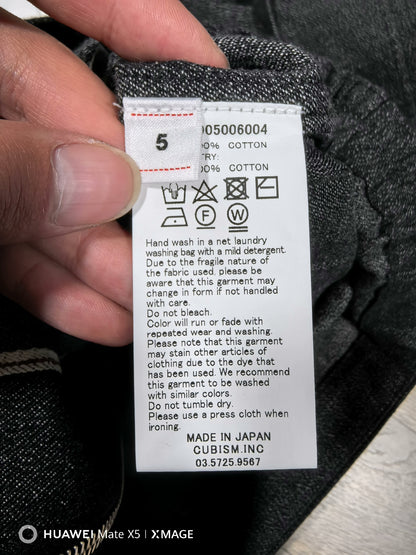 5
005006004
00% COTTON
TRY:
00% COTTON
F
W
Hand wash in a net laundry
washing bag with a mild detergent.
Due to the fragile nature of
the fabric used, please be
aware that this garment may
change in form if not handled
with care.
Do not bleach.
Color will run or fade with
repeated wear and washing.
Please note that this garment
may stain other articles of
clothing due to the dye that
has been used. We recommend
this garment to be washed
with similar colors.
Do not tumble dry.
Please use a press cloth when
ironing.
MADE IN JAPAN
CUBISM.INC
03.5725.9567
HUAWEI Mate X5 | XMAGE